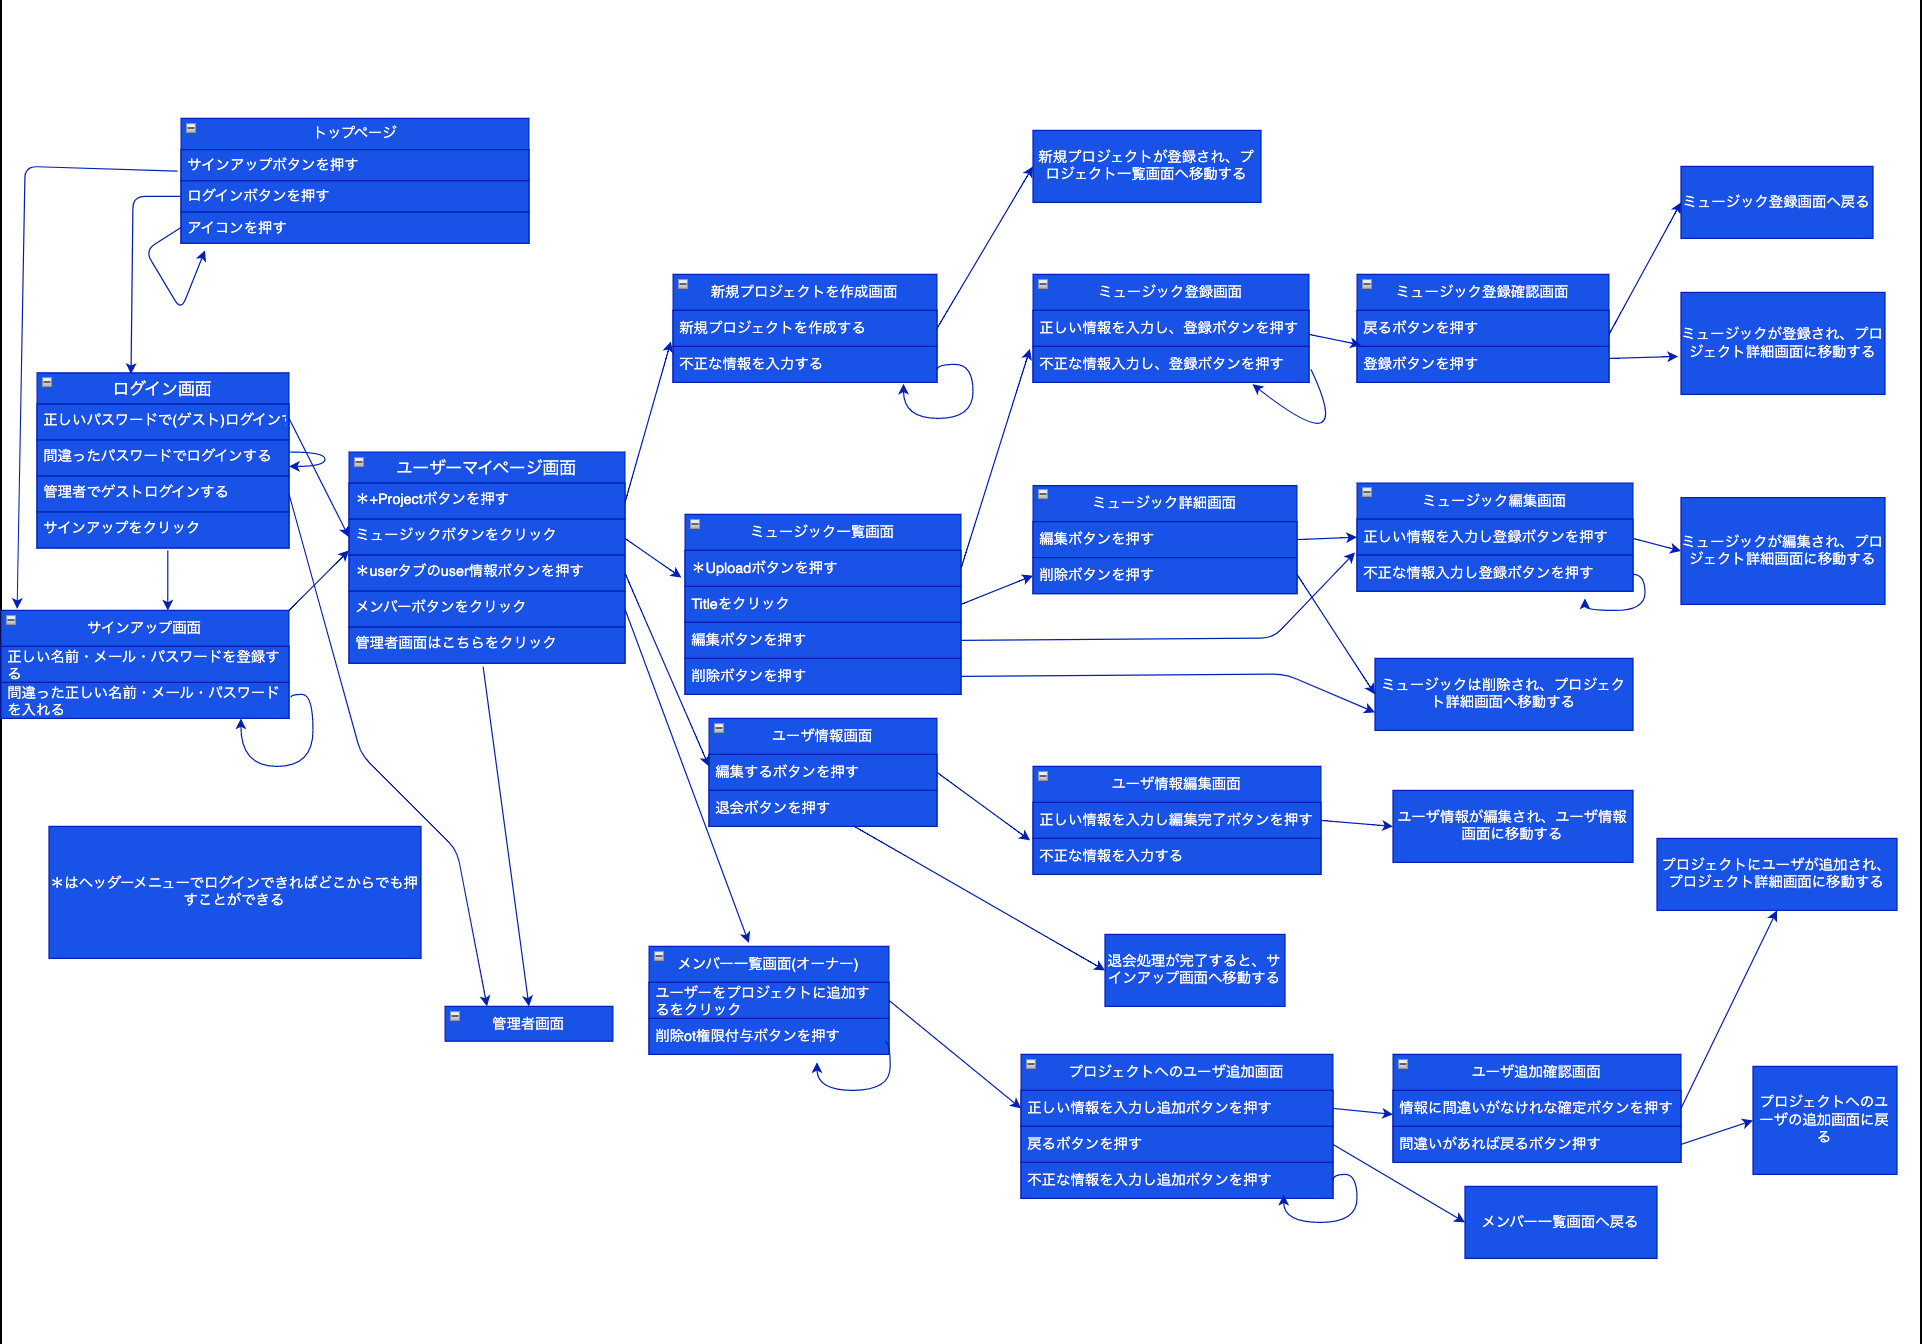 トップページ
サインアップボタンを押す
ログインボタンを押す
アイコンを押す
ログイン画面
正しいパスワードで(ゲスト)ログイン
間違ったパスワードでログインする
管理者でゲストログインする
サインアップをクリック
サインアップ画面
正しい名前・メール・パスワードを登録す
る
間違った正しい名前・メール・パスワード
を入れる
＊はヘッダーメニューでログインできればどこからでも押
すことができる
ユーザーマイページ画面
＊+Projectボタンを押す
ミュージックボタンをクリック
＊userタブのuser情報ボタンを押す
メンバーボタンをクリック
管理者画面はこちらをクリック
管理者画面
新規プロジェクトを作成画面
新規プロジェクトを作成する
不正な情報を入力する
新規プロジェクトが登録され、プ
ロジェクト一覧画面へ移動する
ミュージック一覧画面
＊Uploadボタンを押す
Titleをクリック
編集ボタンを押す
削除ボタンを押す
ミュージック登録画面
正しい情報を入力し、登録ボタンを押す
不正な情報入力し、登録ボタンを押す
ミュージック登録確認画面
戻るボタンを押す
登録ボタンを押す
ミュージック登録画面へ戻る
ミュージックが登録され、プロ
ジェクト詳細画面に移動する
ミュージック詳細画面
編集ボタンを押す
削除ボタンを押す
ミュージック編集画面
正しい情報を入力し登録ボタンを押す
不正な情報入力し登録ボタンを押す
ミュージックが編集され、プロ
ジェクト詳細画面に移動する
ミュージックは削除され、プロジェク
ト詳細画面へ移動する
ユーザ情報画面
編集するボタンを押す
退会ボタンを押す
ユーザ情報編集画面
正しい情報を入力し編集完了ボタンを押す
不正な情報を入力する
ユーザ情報が編集され、ユーザ情報
画面に移動する
退会処理が完了すると、サ
インアップ画面へ移動する
メンバー一覧画面(オーナー)
ユーザーをプロジェクトに追加す
るをクリック
削除ot権限付与ボタンを押す
プロジェクトへのユーザ追加画面
正しい情報を入力し追加ボタンを押す
戻るボタンを押す
不正な情報を入力し追加ボタンを押す
ユーザ追加確認画面
情報に間違いがなければ確定ボタンを押す
間違いがあれば戻るボタン押す
プロジェクトにユーザが追加され、
プロジェクト詳細画面に移動する
プロジェクトへのユ
ーザの追加画面に戻
る
メンバー一覧画面へ戻る